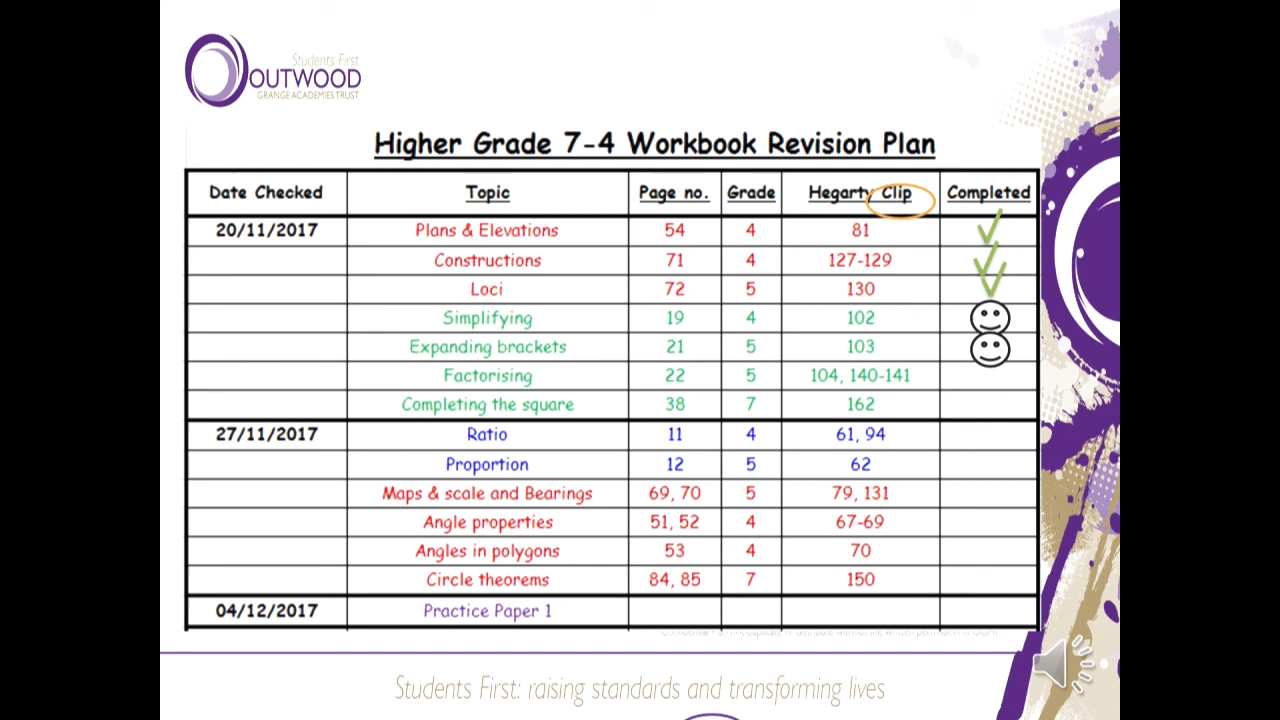 Students First
OUTWOOD
GRANGE ACADEMIES TRUST
Higher Grade 7-4 Workbook Revision Plan
Date Checked Topic Page no. Grade Hegarty Clip Completed
20/11/2017 Plans & Elevations 54 4 81
Constructions 71 4 127-129
Loci 72 5 130
Simplifying 19 4 102
Expanding brackets 21 5 103
Factorising 22 5 104, 140-141
Completing the square 38 7 162
27/11/2017 Ratio 11 4 61, 94
Proportion 12 5 62
Maps & scale and Bearings 69, 70 5 79, 131
Angle properties 51, 52 4 67-69
Angles in polygons 53 4 70
Circle theorems 84, 85 7 150
04/12/2017 Practice Paper 1
Students First: raising standards and transforming lives